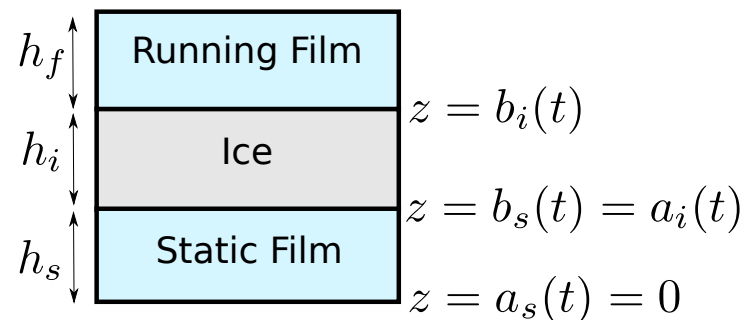 h_f
Running Film
z = b_i(t)
h_i
Ice
z = b_s(t) = a_i(t)
h_s
Static Film
z = a_s(t) = 0